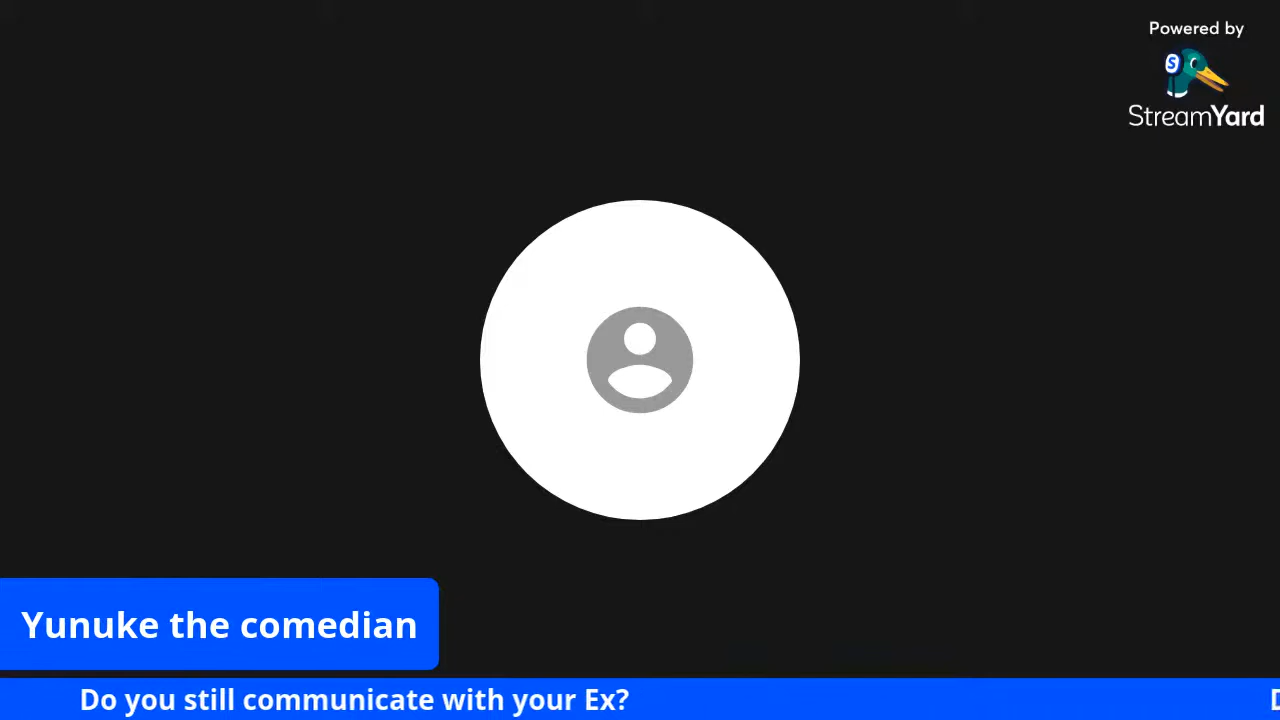 Powered by
S
StreamYard
Yunuke the comedian
Do you still communicate with your Ex?
D